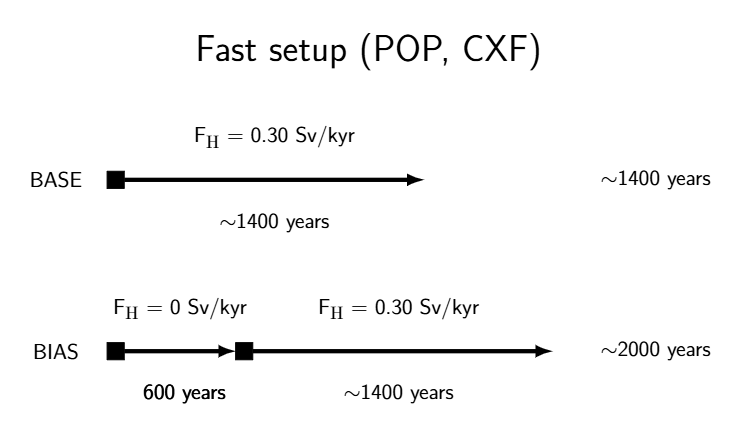 Fast setup (POP, CXF)
F_H = 0.30 Sv/kyr
BASE
~1400 years
~1400 years
F_H = 0 Sv/kyr
F_H = 0.30 Sv/kyr
BIAS
~2000 years
600 years
~1400 years